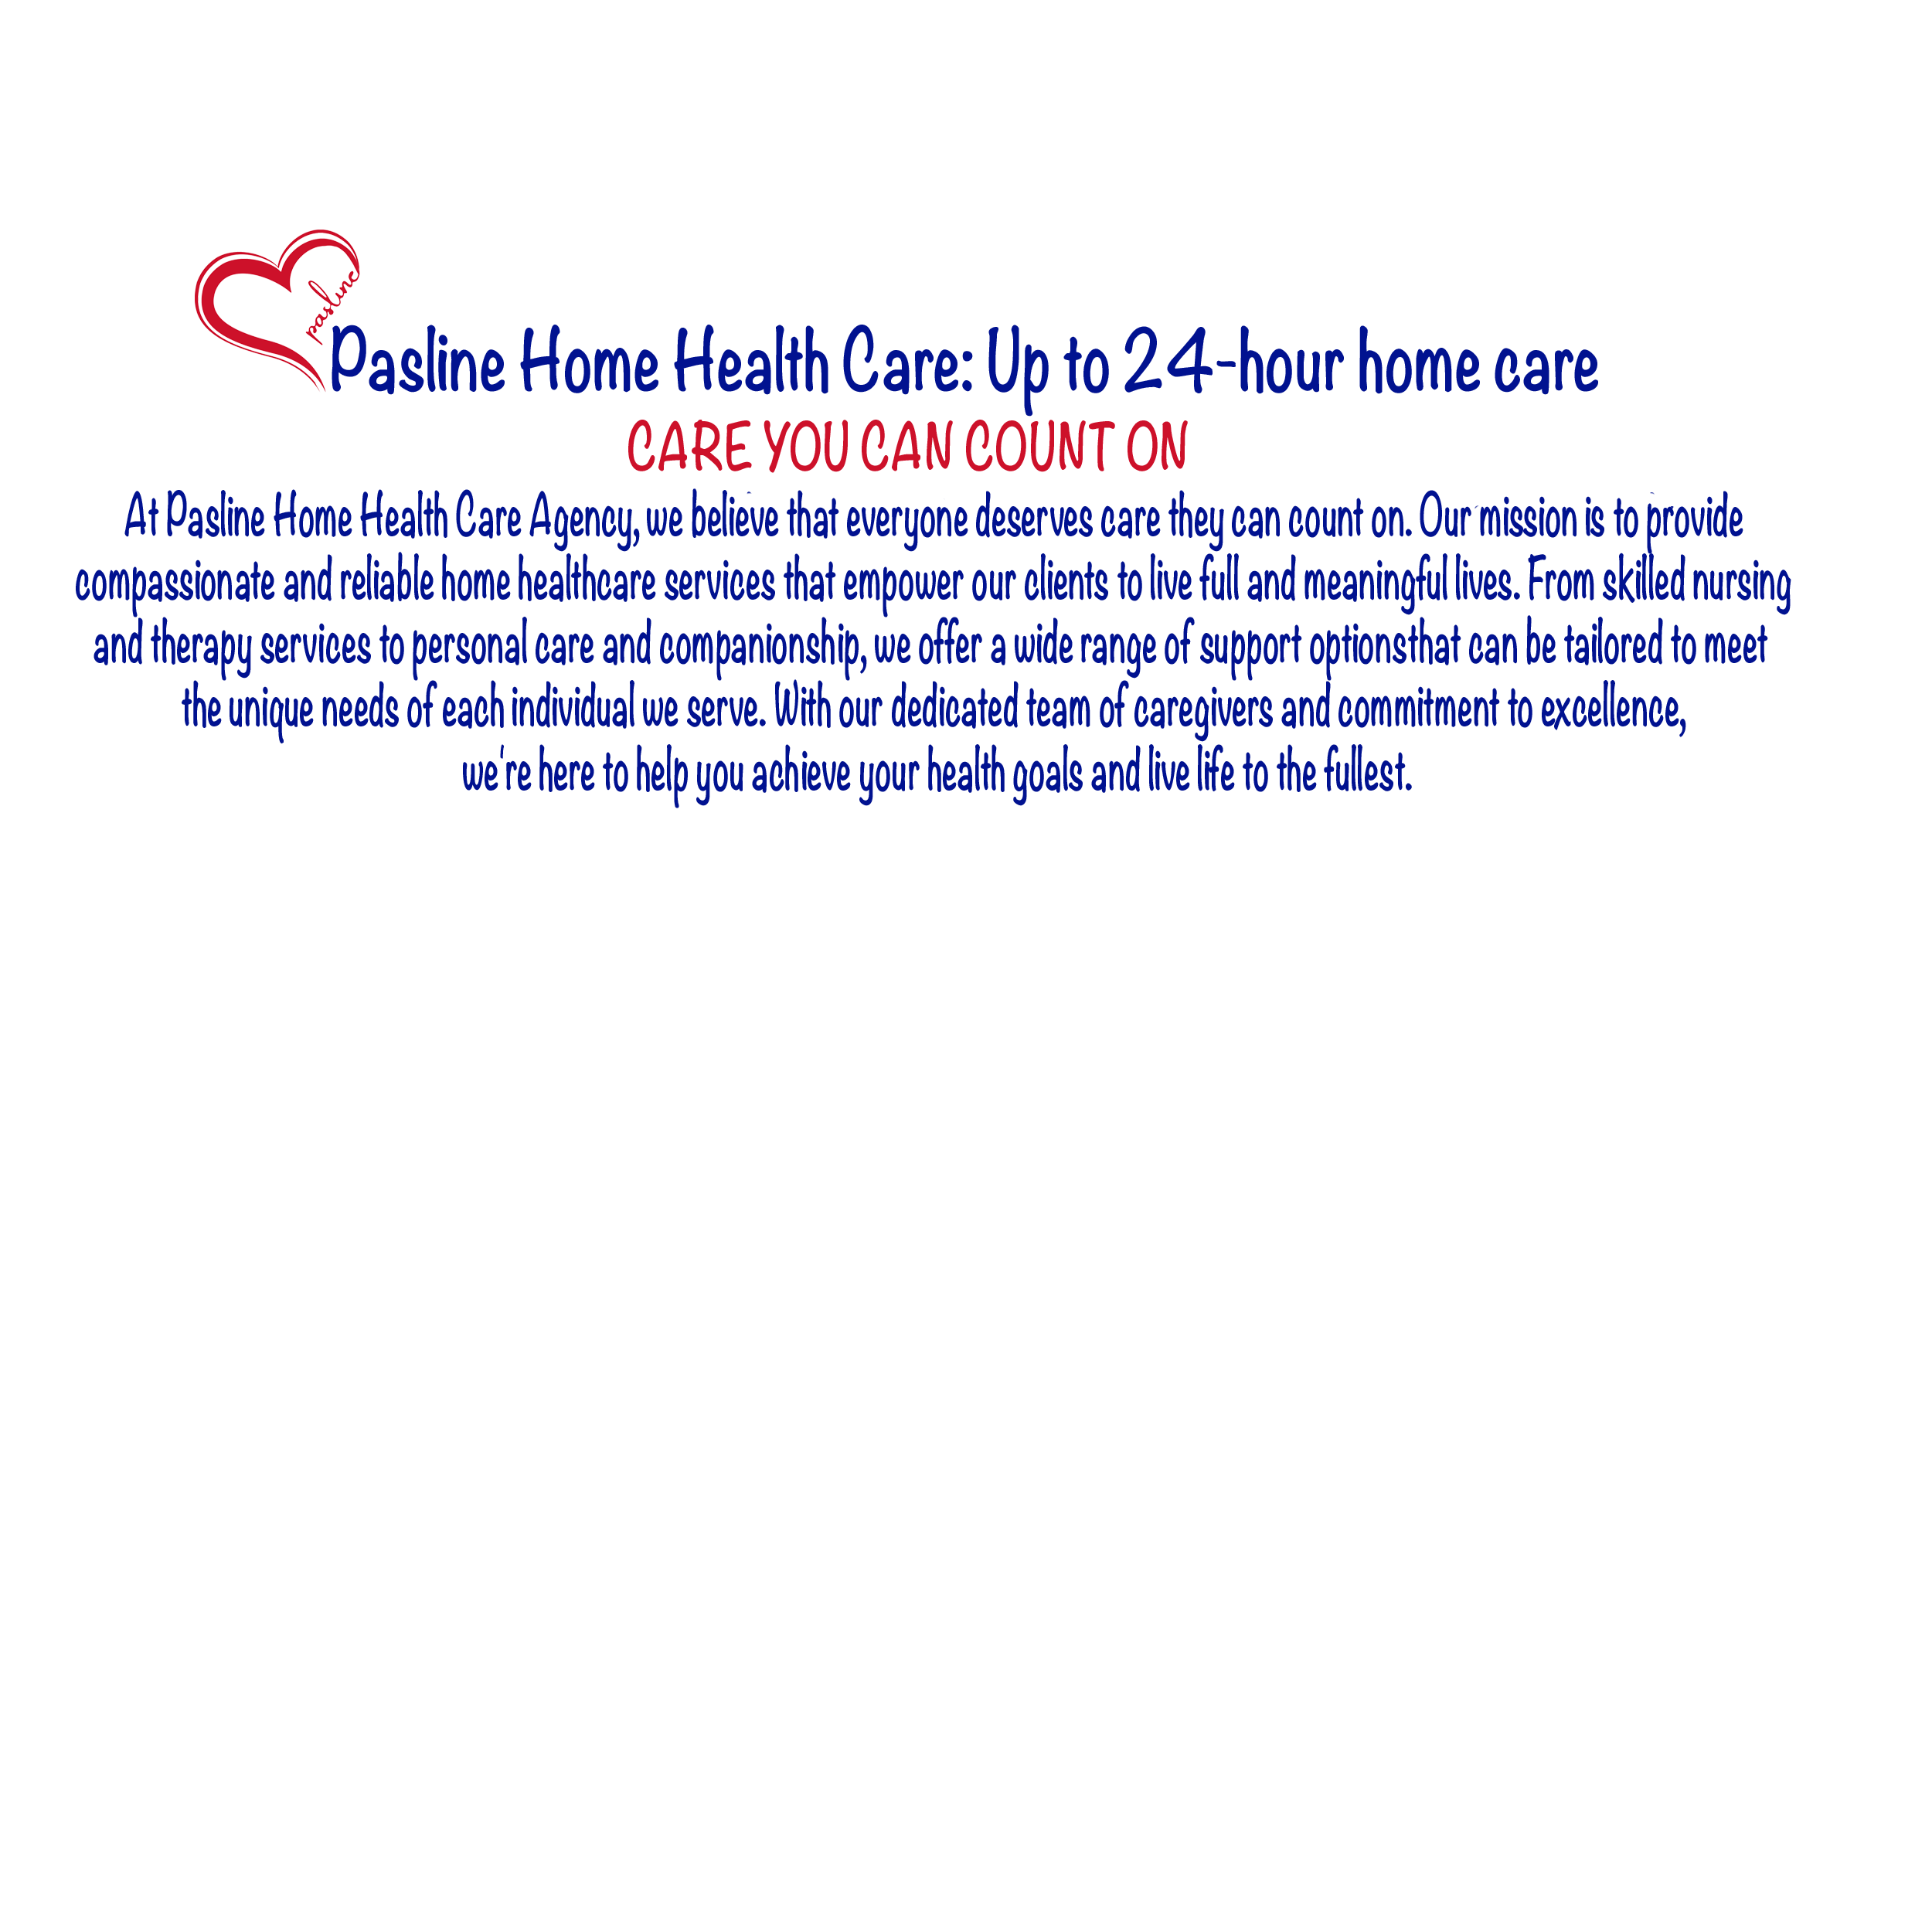 pasline
Pasline Home Health Care: Up to 24-hour home care
CARE YOU CAN COUNT ON
At Pasline Home Health Care Agency, we believe that everyone deserves care they can count on. Our mission is to provide
compassionate and reliable home healthcare services that empower our clients to live full and meaningful lives. From skilled nursing
and therapy services to personal care and companionship, we offer a wide range of support optionsthat can be tailored to meet
the unique needs of each individual we serve. With our dedicated team of caregivers and commitment to excellence,
we're here to help you achieve your health goals and live life to the fullest.